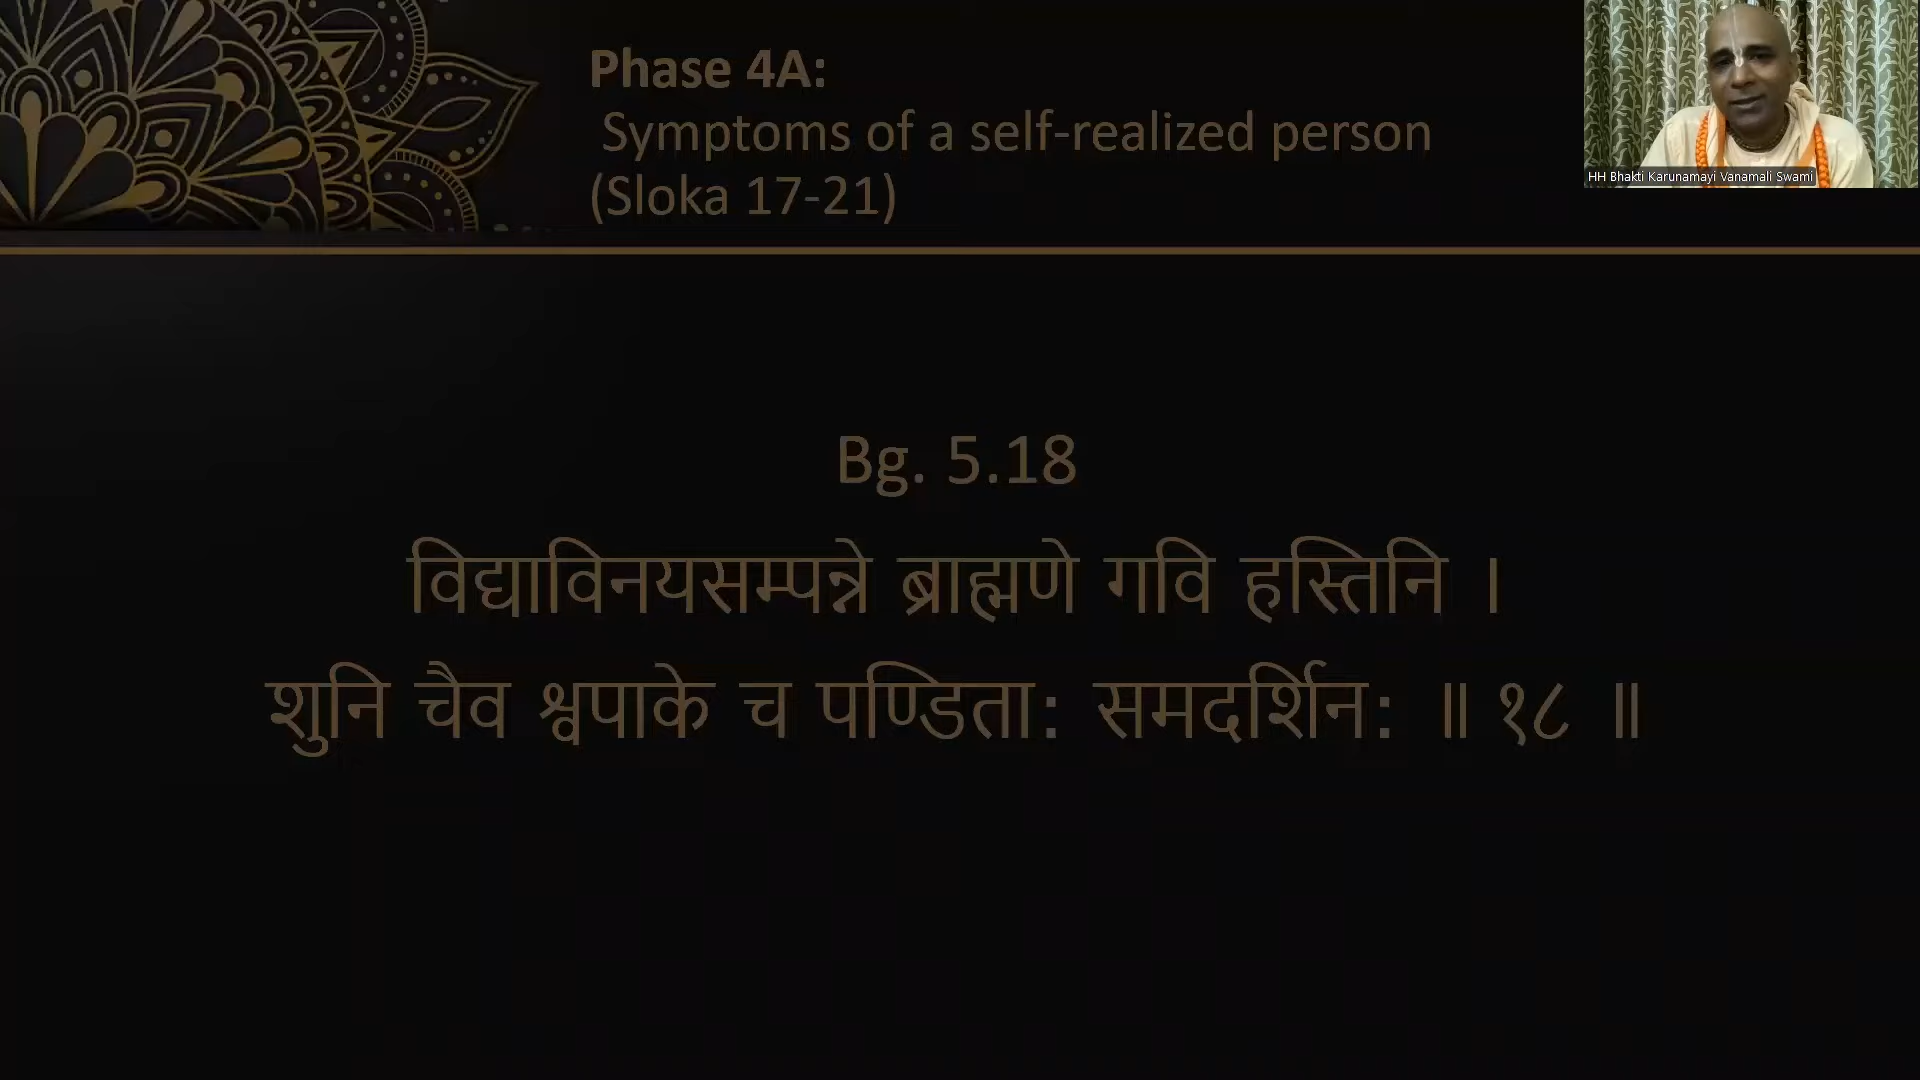 Phase 4A:
Symptoms of a self-realized person
(Sloka 17-21)
HH Bhakti Karunamayi Vanamali Swami
Bg. 5.18
विद्याविनयसम्पन्ने ब्राह्मणे गवि हस्तिनि ।
शुनि चैव श्वपाके च पण्डिता: समदर्शिन: ॥ १८ ॥